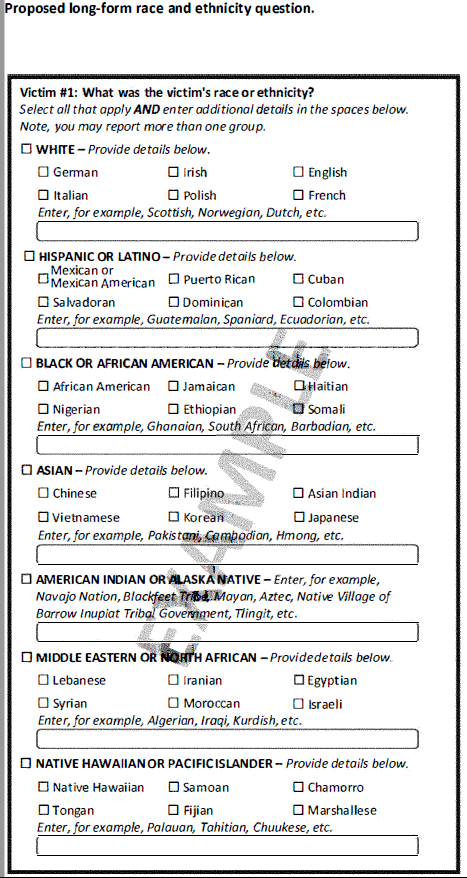 Proposed long-form race and ethnicity question.
Victim #1: What was the victim's race or ethnicity?
Select all that apply AND enter additional details in the spaces below.
Note, you may report more than one group.
WHITE – Provide details below.
German Irish English
Italian Polish French
Enter, for example, Scottish, Norwegian, Dutch, etc.
HISPANIC OR LATINO – Provide details below.
Mexican or
Mexican American Puerto Rican Cuban
Salvadoran Dominican Colombian
Enter, for example, Guatemalan, Spaniard, Ecuadorian, etc.
BLACK OR AFRICAN AMERICAN – Provide details below.
African American Jamaican Haitian
Nigerian Ethiopian Somali
Enter, for example, Ghanaian, South African, Barbadian, etc.
ASIAN – Provide details below.
Chinese Filipino Asian Indian
Vietnamese Korean Japanese
Enter, for example, Pakistani, Cambodian, Hmong, etc.
AMERICAN INDIAN OR ALASKA NATIVE – Enter, for example,
Navajo Nation, Blackfeet Tribe, Mayan, Aztec, Native Village of
Barrow Inupiat Tribal Government, Tlingit, etc.
MIDDLE EASTERN OR NORTH AFRICAN – Provide details below.
Lebanese Iranian Egyptian
Syrian Moroccan Israeli
Enter, for example, Algerian, Iraqi, Kurdish, etc.
NATIVE HAWAIIAN OR PACIFIC ISLANDER – Provide details below.
Native Hawaiian Samoan Chamorro
Tongan Fijian Marshallese
Enter, for example, Palauan, Tahitian, Chuukese, etc.
EXAMPLE